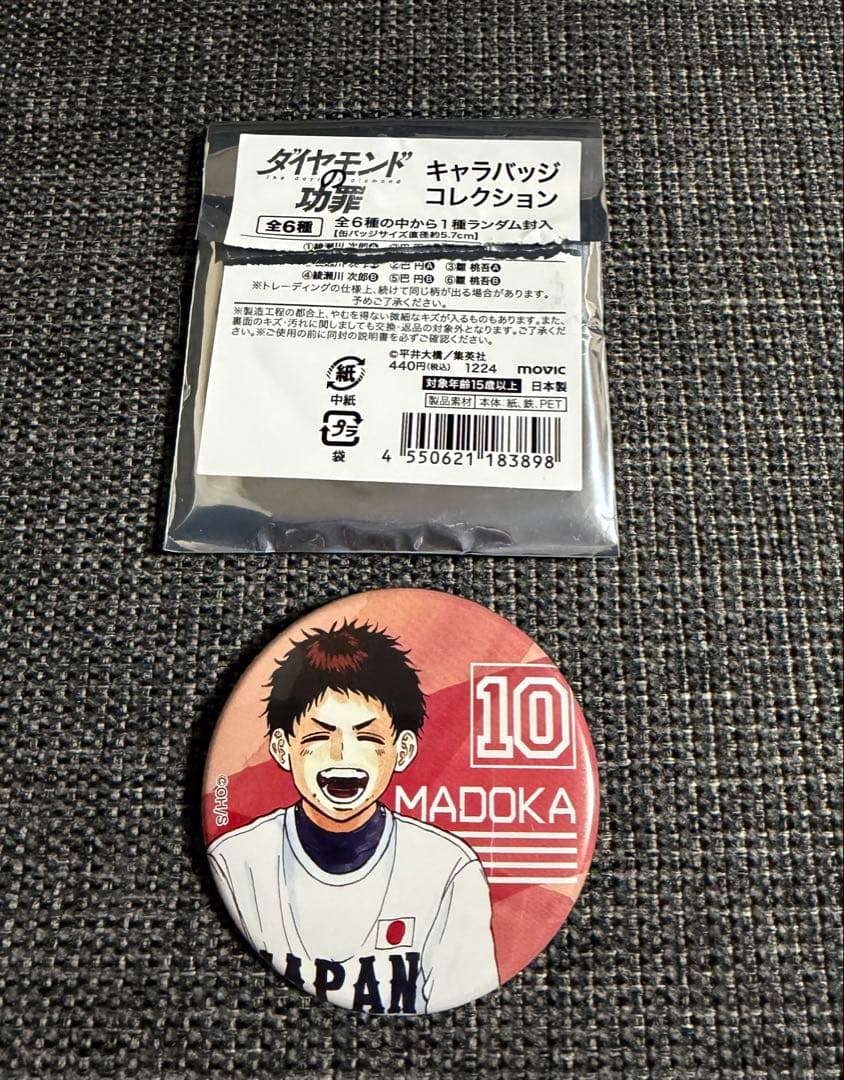 ダイヤモンド
の
功罪
キャラバッジ
コレクション
全6種
全6種の中から1種ランダム封入
【缶バッジサイズ直径約5.7cm】
④綾瀬川 次郎Ⓑ ⑤巴 円Ⓑ ⑥雛 桃吾Ⓑ
※トレーディングの仕様上、続けて同じ柄が出る場合があります。
予めご了承ください。
※製造工程の都合上、やむを得ない微細なキズが入るものもあります。また、
裏面のキズ・汚れに関しましても交換・返品の対象外となります。ご了承くだ
さい。※ご使用の前に同封の説明書を必ずご確認ください。
©平井大橋/集英社
440円(税込) 1224 movic
対象年齢15歳以上 日本製
製品素材 本体:紙、鉄、PET
紙
中紙
プラ
袋
4 550621 183898
10
MADOKA
©OH/S
JAPAN